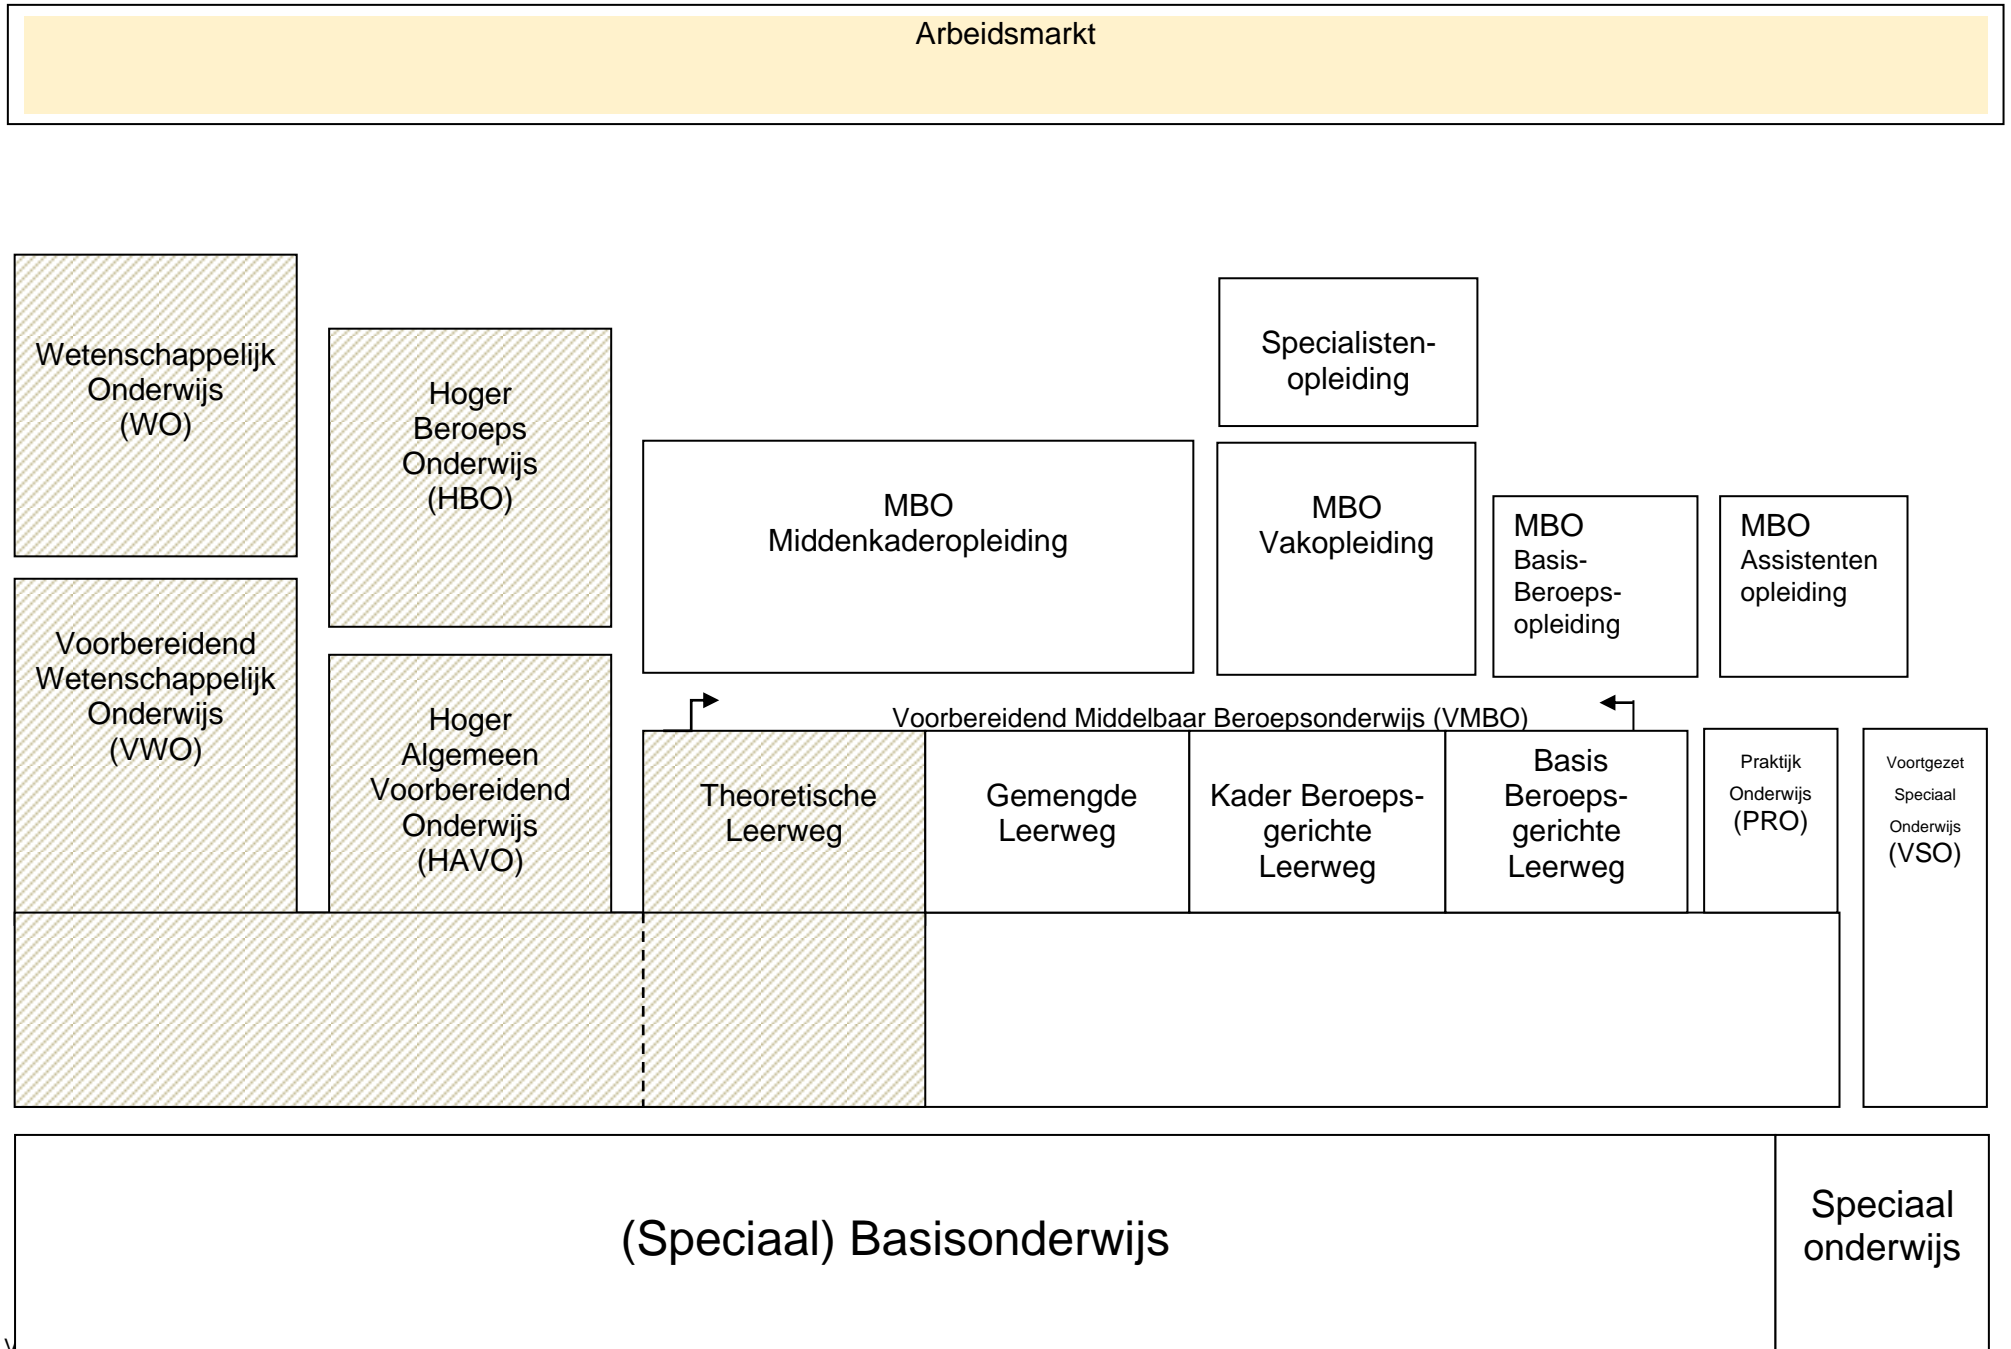 Arbeidsmarkt
Wetenschappelijk
Onderwijs
(WO)
Hoger
Beroeps
Onderwijs
(HBO)
Specialisten-
opleiding
MBO
Middenkaderopleiding
MBO
Vakopleiding
MBO
Basis-
Beroeps-
opleiding
MBO
Assistenten
opleiding
Voorbereidend
Wetenschappelijk
Onderwijs
(VWO)
Hoger
Algemeen
Voorbereidend
Onderwijs
(HAVO)
Voorbereidend Middelbaar Beroepsonderwijs (VMBO)
Theoretische
Leerweg
Gemengde
Leerweg
Kader Beroeps-
gerichte
Leerweg
Basis
Beroeps-
gerichte
Leerweg
Praktijk
Onderwijs
(PRO)
Voortgezet
Speciaal
Onderwijs
(VSO)
(Speciaal) Basisonderwijs
Speciaal
onderwijs